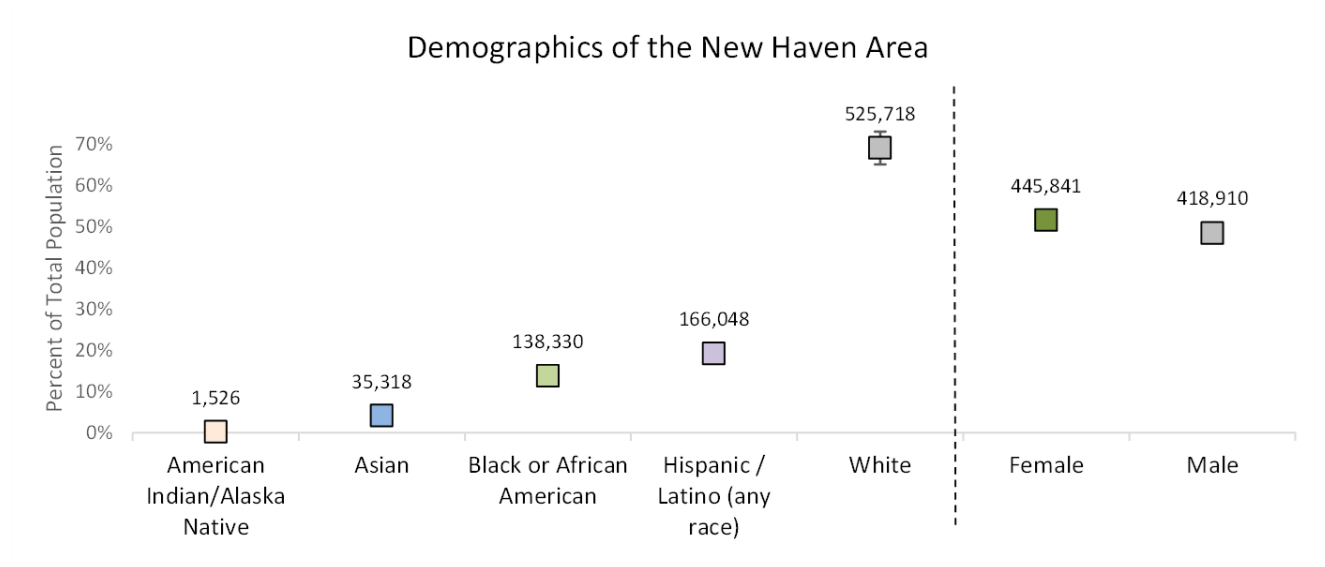 Demographics of the New Haven Area
Percent of Total Population
70%
60%
50%
40%
30%
20%
10%
0%
1,526
35,318
138,330
166,048
525,718
445,841
418,910
American
Indian/Alaska
Native
Asian
Black or African
American
Hispanic /
Latino (any
race)
White
Female
Male